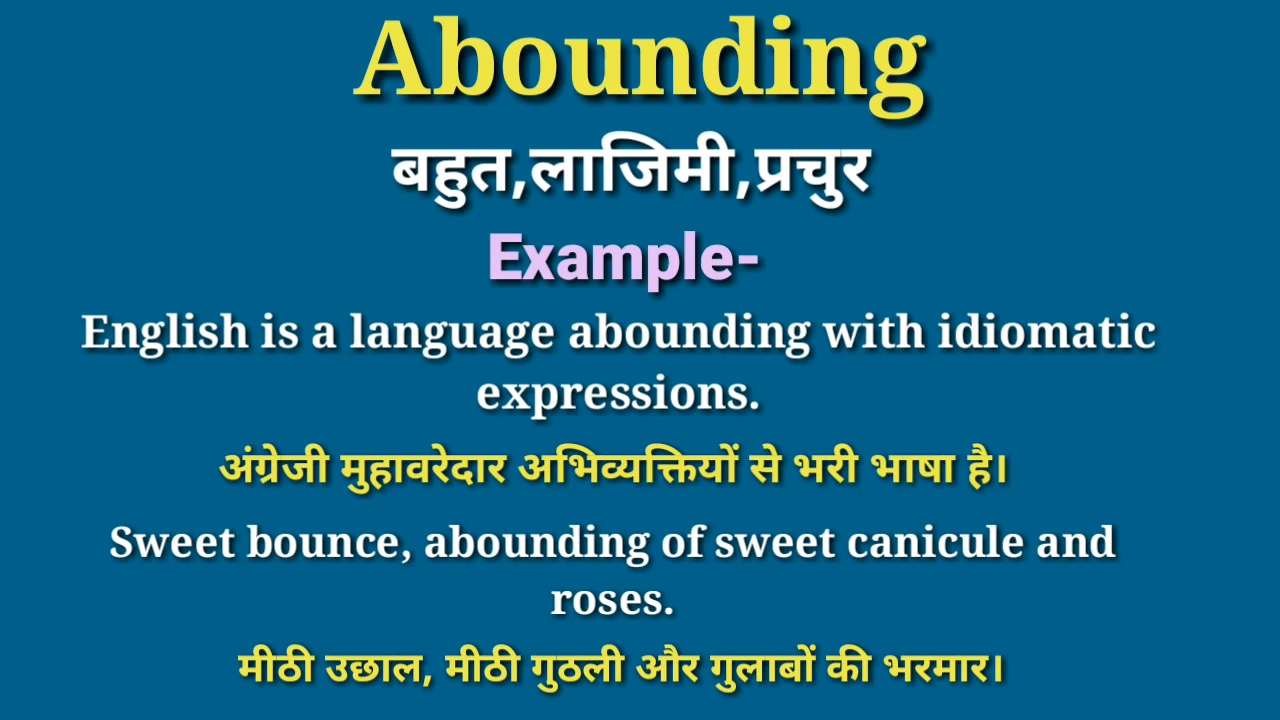 Abounding
बहुत,लाजिमी,प्रचुर
Example-
English is a language abounding with idiomatic
expressions.
अंग्रेजी मुहावरेदार अभिव्यक्तियों से भरी भाषा है।
Sweet bounce, abounding of sweet canicule and
roses.
मीठी उछाल, मीठी गुठली और गुलाबों की भरमार।